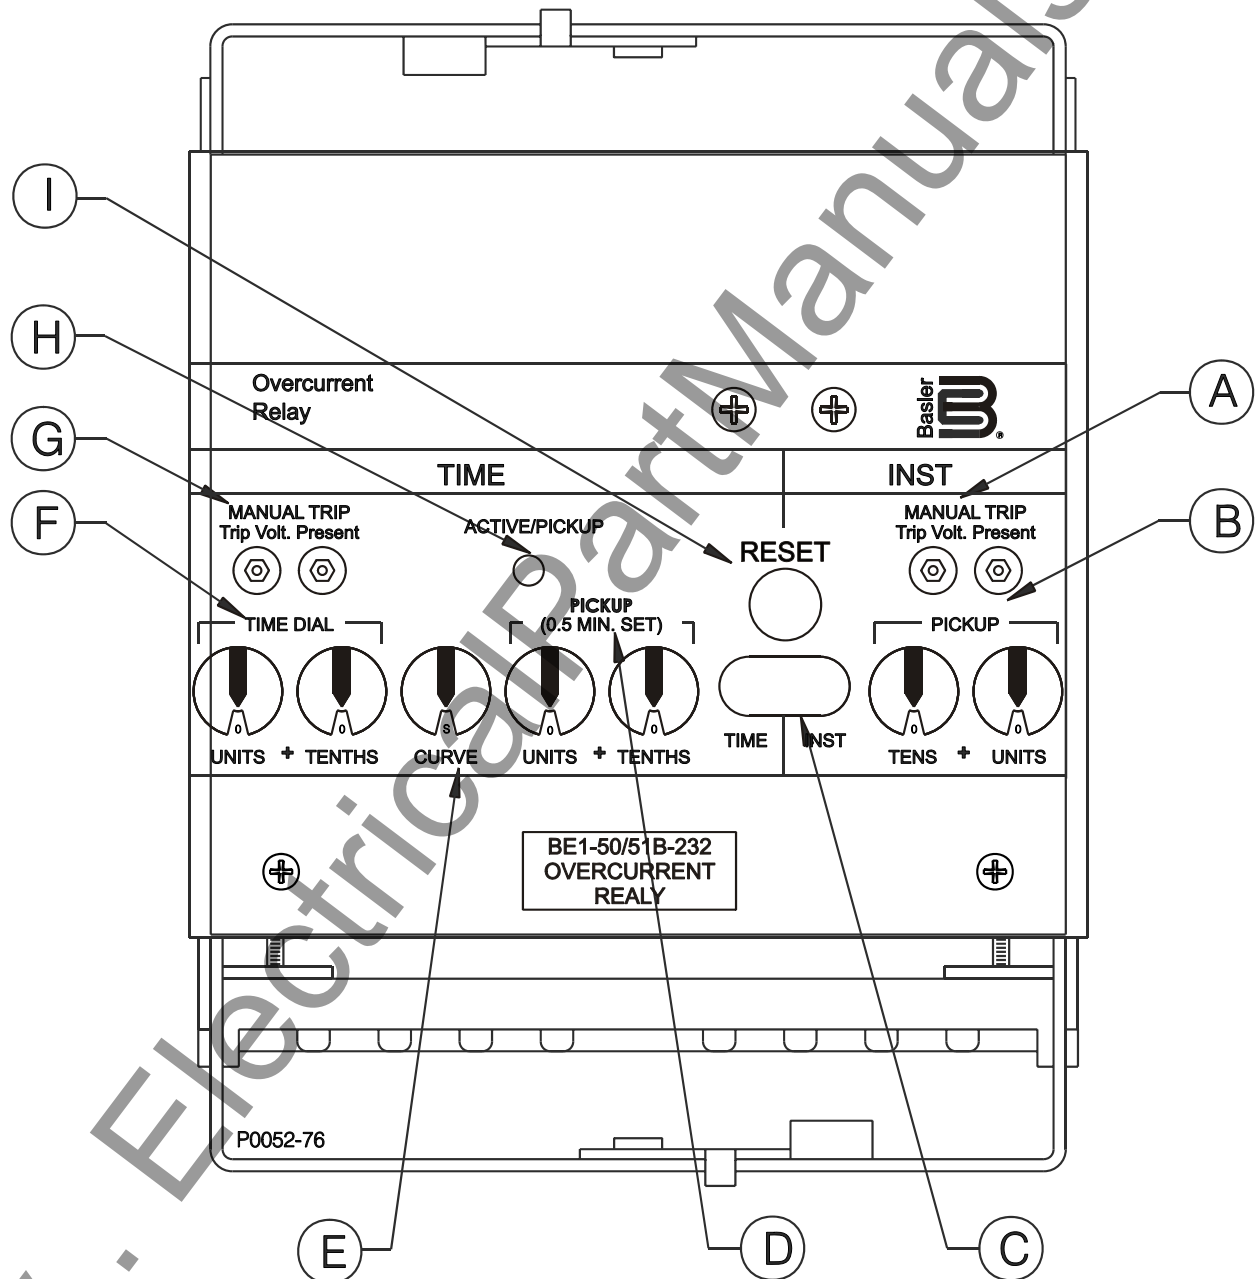 I
H
Overcurrent
Relay
Basler
B
®
A
G
TIME
INST
MANUAL TRIP
Trip Volt. Present
ACTIVE/PICKUP
MANUAL TRIP
Trip Volt. Present
F
B
RESET
TIME DIAL
PICKUP
(0.5 MIN. SET)
PICKUP
0
0
S
0
0
0
0
UNITS + TENTHS
CURVE
UNITS + TENTHS
TIME
INST
TENS + UNITS
BE1-50/51B-232
OVERCURRENT
REALY
P0052-76
E
D
C
. ElectricalPartManuals